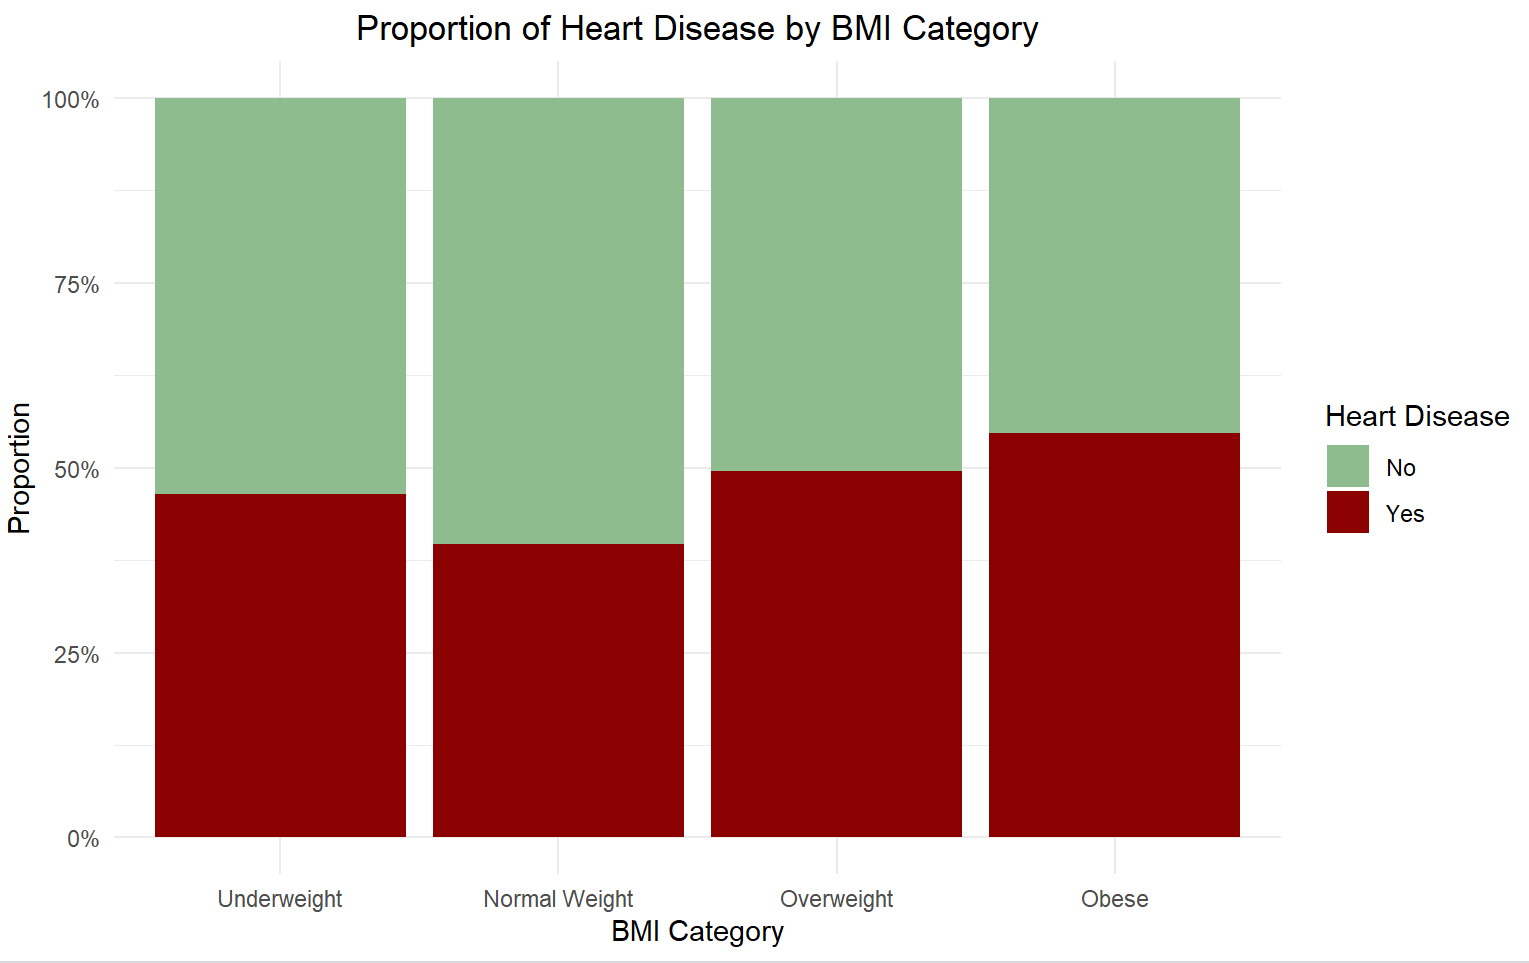 Proportion of Heart Disease by BMI Category
100%
75%
50%
25%
0%
Proportion
Underweight
Normal Weight
Overweight
Obese
BMI Category
Heart Disease
No
Yes